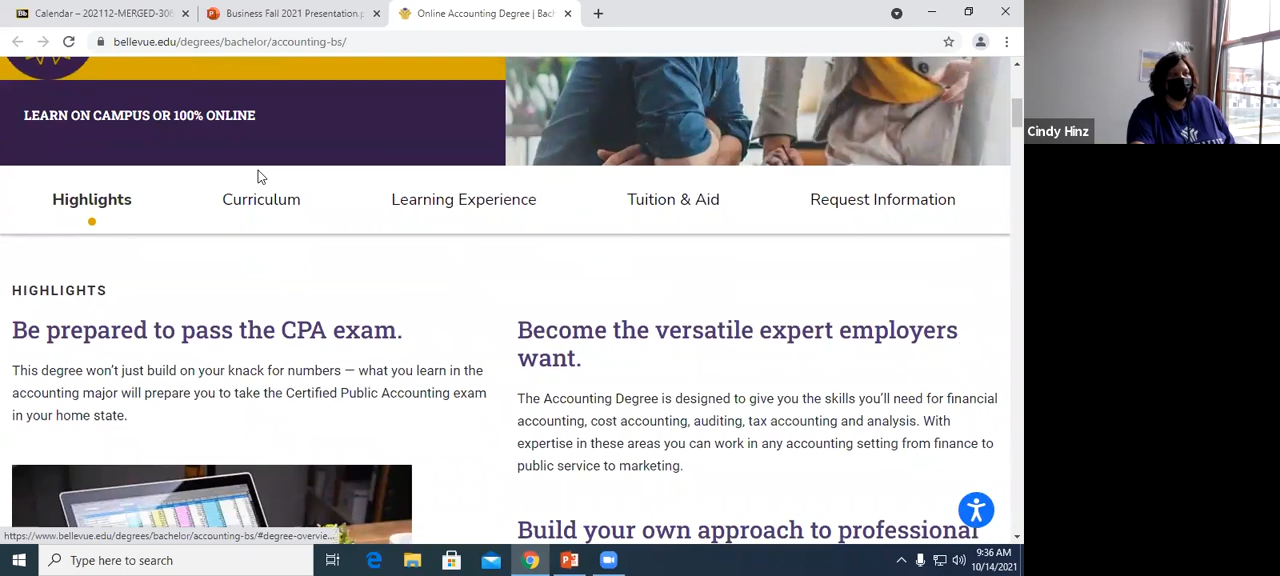 Calendar – 202112-MERGED-306
Business Fall 2021 Presentation.p
Online Accounting Degree | Bach
bellevue.edu/degrees/bachelor/accounting-bs/
LEARN ON CAMPUS OR 100% ONLINE
Cindy Hinz
Highlights
Curriculum
Learning Experience
Tuition & Aid
Request Information
HIGHLIGHTS
Be prepared to pass the CPA exam.
This degree won't just build on your knack for numbers — what you learn in the
accounting major will prepare you to take the Certified Public Accounting exam
in your home state.
Become the versatile expert employers
want.
The Accounting Degree is designed to give you the skills you'll need for financial
accounting, cost accounting, auditing, tax accounting and analysis. With
expertise in these areas you can work in any accounting setting from finance to
public service to marketing.
Build your own approach to professional
https://www.bellevue.edu/degrees/bachelor/accounting-bs/#degree-overvie...
Type here to search
9:36 AM
10/14/2021